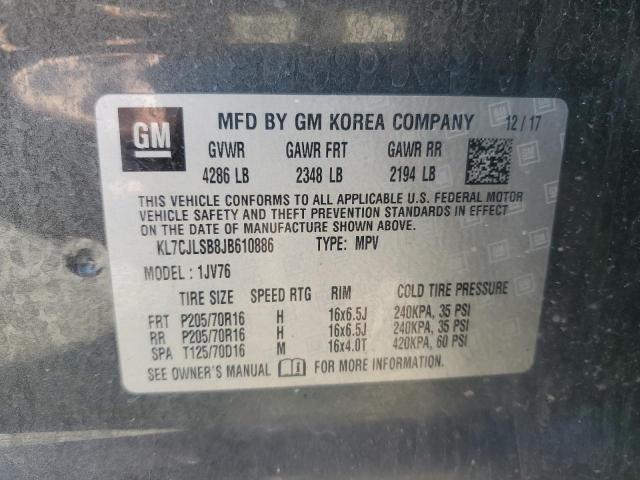 GM MFD BY GM KOREA COMPANY 12/17
GVWR GAWR FRT GAWR RR
4286 LB 2348 LB 2194 LB
THIS VEHICLE CONFORMS TO ALL APPLICABLE U.S. FEDERAL MOTOR
VEHICLE SAFETY AND THEFT PREVENTION STANDARDS IN EFFECT
ON THE DATE OF MANUFACTURE SHOWN ABOVE.
KL7CJLSB8JB610886 TYPE: MPV
MODEL: 1JV76
TIRE SIZE SPEED RTG RIM COLD TIRE PRESSURE
FRT P205/70R16 H 16x6.5J 240KPA, 35 PSI
RR P205/70R16 H 16x6.5J 240KPA, 35 PSI
SPA T125/70D16 M 16x4.0T 420KPA, 60 PSI
SEE OWNER'S MANUAL FOR MORE INFORMATION.